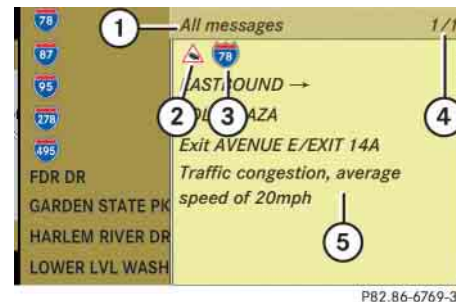 78
87
95
278
495
FDR DR
GARDEN STATE PK
HARLEM RIVER DR
LOWER LVL WASH
1
All messages 1/1
78
2 3 4
EASTBOUND →
PLAZA
Exit AVENUE E/EXIT 14A
Traffic congestion, average
speed of 20mph
5
P82.86-6769-3